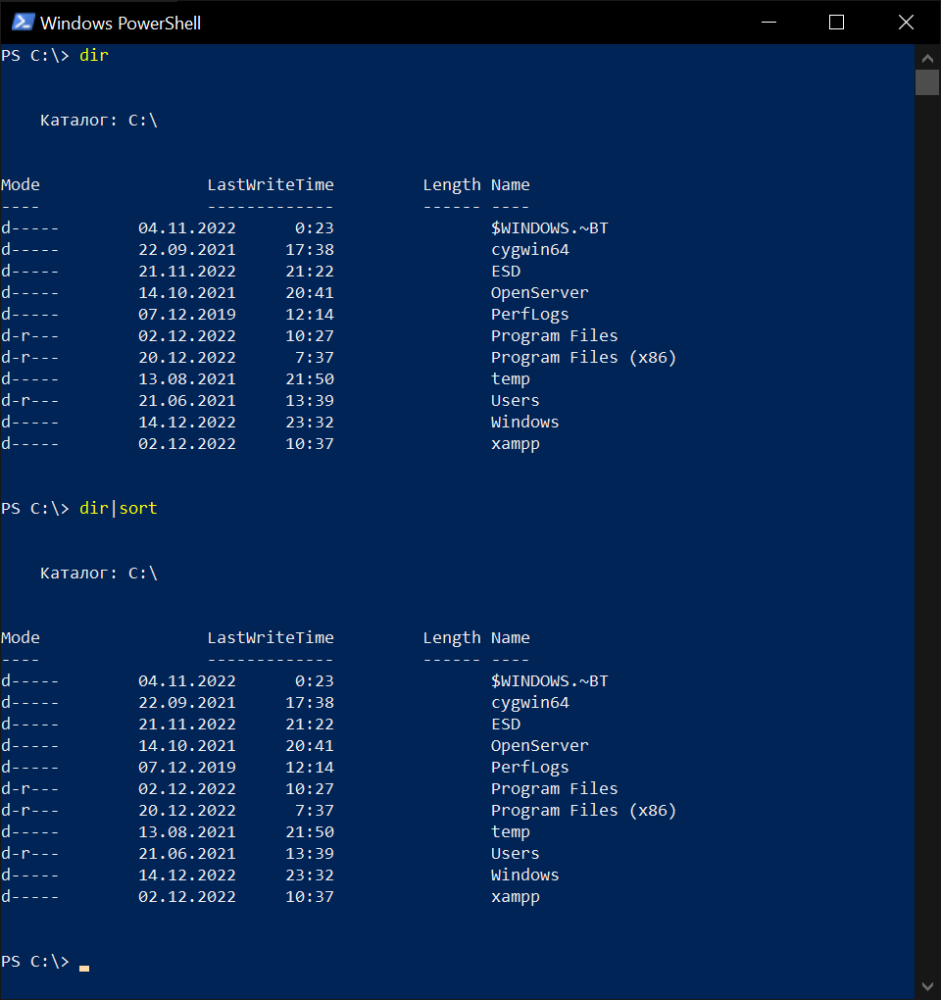 Windows PowerShell
PS C:\> dir
Каталог: C:\
Mode                 LastWriteTime         Length Name
----                 -------------         ------ ----
d-----        04.11.2022      0:23                $WINDOWS.~BT
d-----        22.09.2021     17:38                cygwin64
d-----        21.11.2022     21:22                ESD
d-----        14.10.2021     20:41                OpenServer
d-----        07.12.2019     12:14                PerfLogs
d-r---        02.12.2022     10:27                Program Files
d-r---        20.12.2022      7:37                Program Files (x86)
d-----        13.08.2021     21:50                temp
d-r---        21.06.2021     13:39                Users
d-----        14.12.2022     23:32                Windows
d-----        02.12.2022     10:37                xampp
PS C:\> dir|sort
Каталог: C:\
Mode                 LastWriteTime         Length Name
----                 -------------         ------ ----
d-----        04.11.2022      0:23                $WINDOWS.~BT
d-----        22.09.2021     17:38                cygwin64
d-----        21.11.2022     21:22                ESD
d-----        14.10.2021     20:41                OpenServer
d-----        07.12.2019     12:14                PerfLogs
d-r---        02.12.2022     10:27                Program Files
d-r---        20.12.2022      7:37                Program Files (x86)
d-----        13.08.2021     21:50                temp
d-r---        21.06.2021     13:39                Users
d-----        14.12.2022     23:32                Windows
d-----        02.12.2022     10:37                xampp
PS C:\>